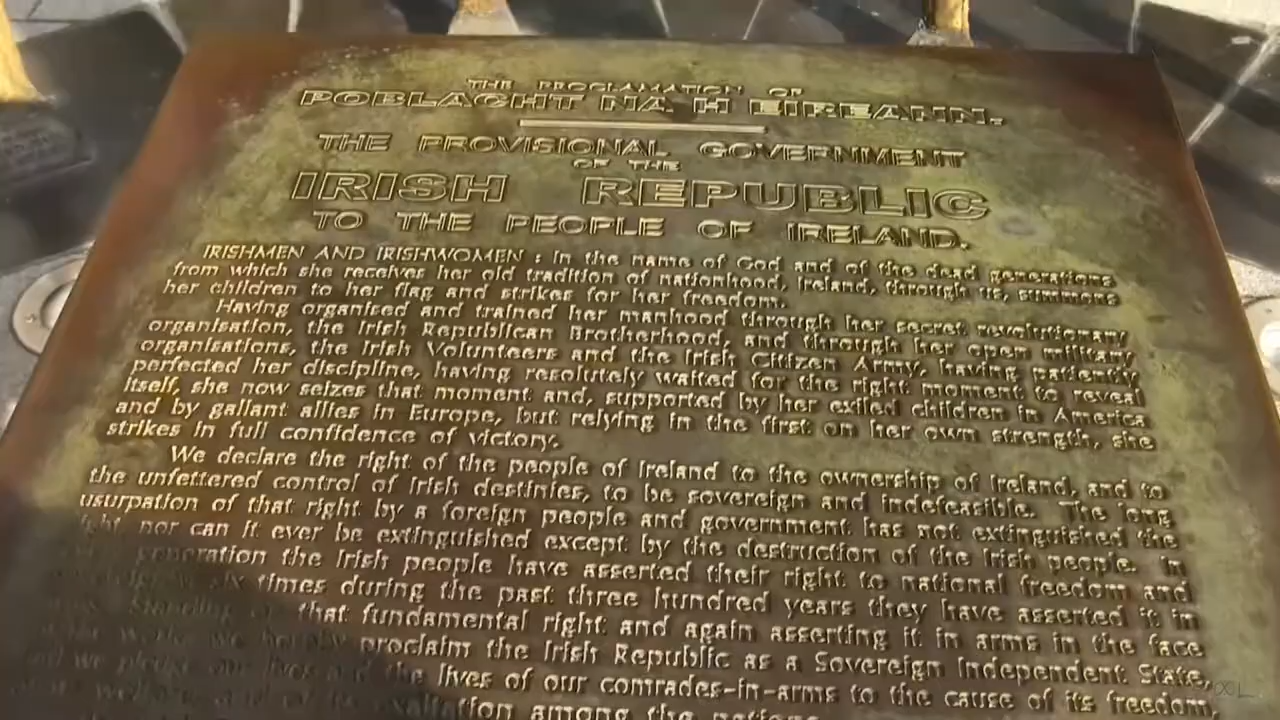 THE PROCLAMATION OF
POBLACHT NA H EIREANN.
THE PROVISIONAL GOVERNMENT
OF THE
IRISH REPUBLIC
TO THE PEOPLE OF IRELAND.
IRISHMEN AND IRISHWOMEN : In the name of God and of the dead generations
from which she receives her old tradition of nationhood, Ireland, through us, summons
her children to her flag and strikes for her freedom.
Having organised and trained her manhood through her secret revolutionary
organisation, the Irish Republican Brotherhood, and through her open military
organisations, the Irish Volunteers and the Irish Citizen Army, having patiently
perfected her discipline, having resolutely waited for the right moment to reveal
itself, she now seizes that moment and, supported by her exiled children in America
and by gallant allies in Europe, but relying in the first on her own strength, she
strikes in full confidence of victory.
We declare the right of the people of Ireland to the ownership of Ireland, and to
the unfettered control of Irish destinies, to be sovereign and indefeasible. The long
usurpation of that right by a foreign people and government has not extinguished the
right nor can it ever be extinguished except by the destruction of the Irish people. In
generation the Irish people have asserted their right to national freedom and
six times during the past three hundred years they have asserted it in
Standing on that fundamental right and again asserting it in arms in the face
we hereby proclaim the Irish Republic as a Sovereign Independent State,
and we pledge our lives and the lives of our comrades-in-arms to the cause of its freedom,
exaltation among the nations.